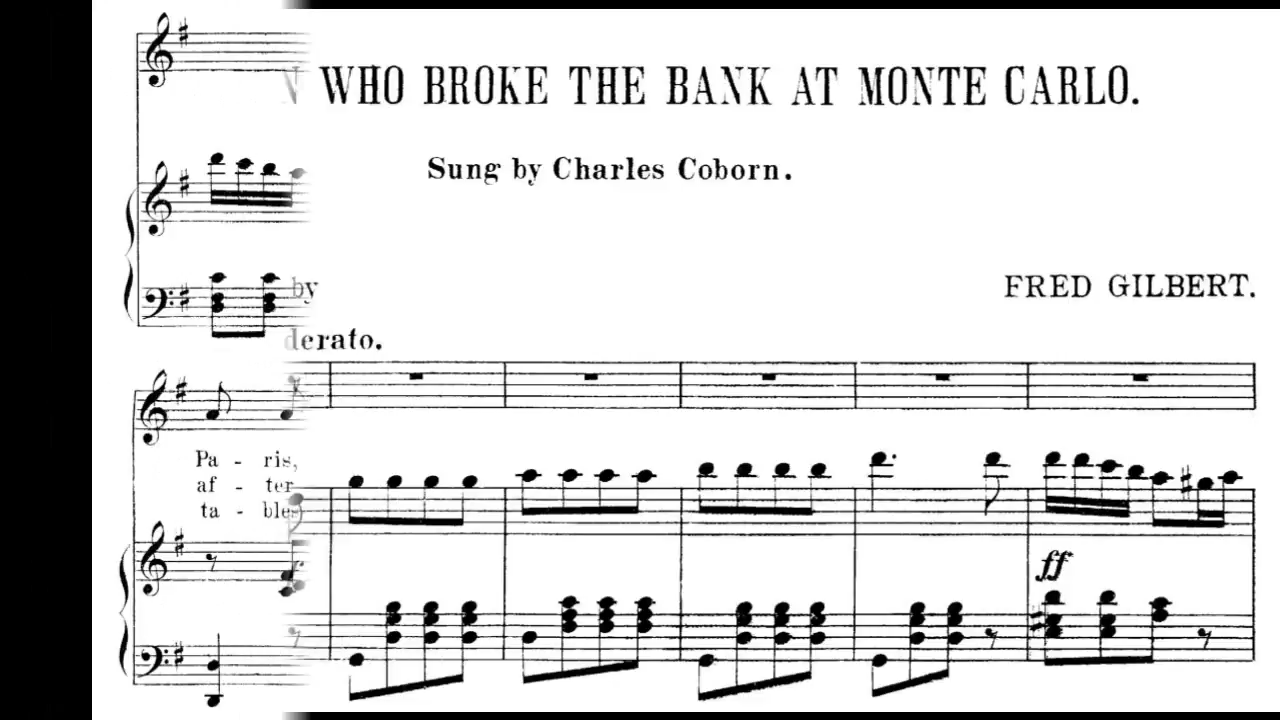 WHO BROKE THE BANK AT MONTE CARLO.
Sung by Charles Coborn.
by
FRED GILBERT.
derato.
Pa - ris,
af - ter
ta - bles
ff